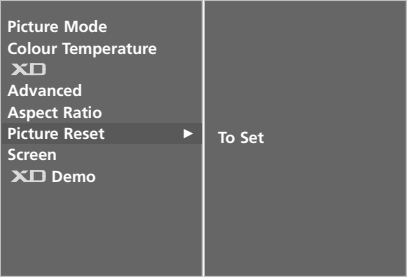 Picture Mode
Colour Temperature
XD
Advanced
Aspect Ratio
Picture Reset ►
To Set
Screen
XD Demo